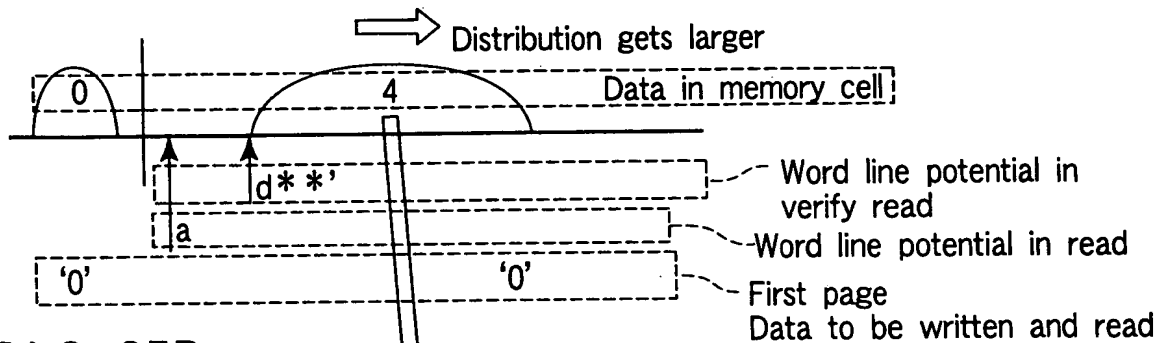 Distribution gets larger
0 4 Data in memory cell
d**'
Word line potential in
verify read
a
Word line potential in read
'0' '0'
First page
Data to be written and read